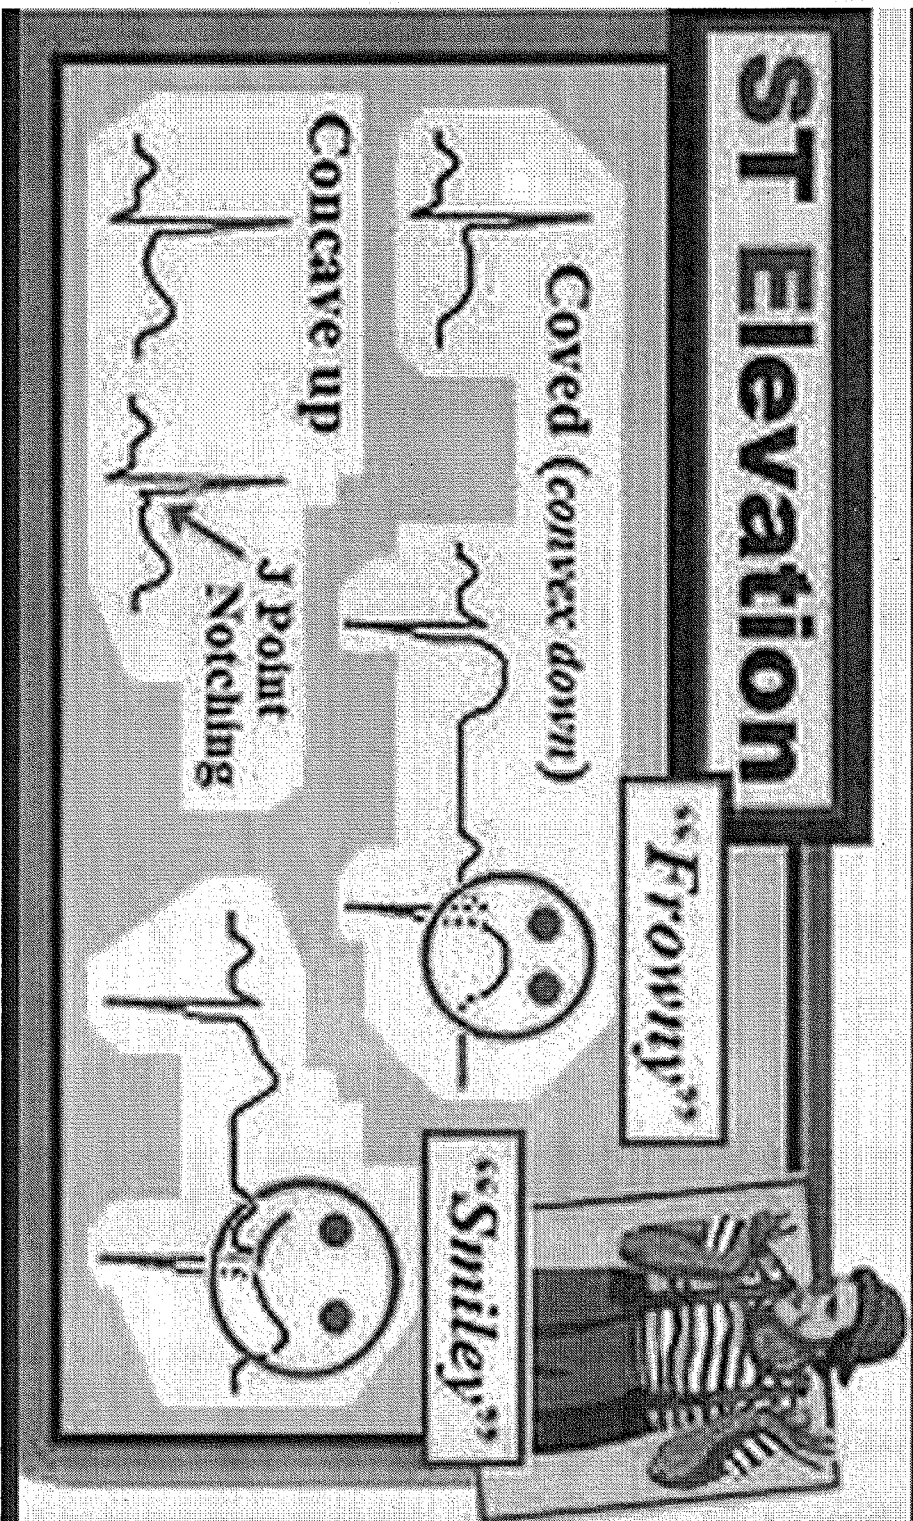 ST Elevation
"Frowny"
Coved (convex down)
"Smiley"
Concave up
J Point
Notching